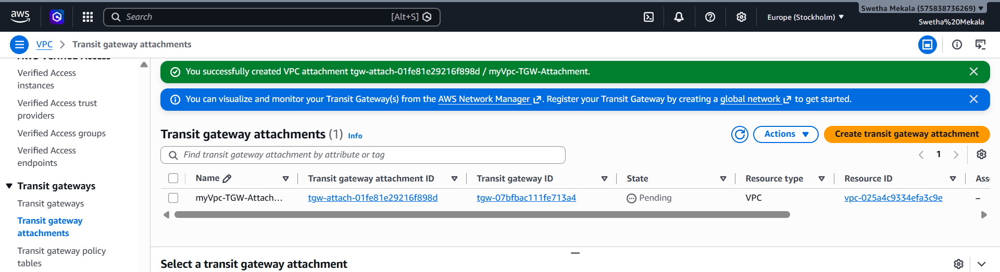 aws
Search
[Alt+S]
Europe (Stockholm)
Swetha Mekala (575838736269)
Swetha%20Mekala
VPC
Transit gateway attachments
AWS Verified Access
Verified Access
instances
Verified Access trust
providers
Verified Access groups
Verified Access
endpoints
Transit gateways
Transit gateways
Transit gateway
attachments
Transit gateway policy
tables
You successfully created VPC attachment tgw-attach-01fe81e29216f898d / myVpc-TGW-Attachment.
You can visualize and monitor your Transit Gateway(s) from the AWS Network Manager. Register your Transit Gateway by creating a global network to get started.
Transit gateway attachments (1) Info
Actions
Create transit gateway attachment
Find transit gateway attachment by attribute or tag
1
Name Transit gateway attachment ID Transit gateway ID State Resource type Resource ID Ass
myVpc-TGW-Attach... tgw-attach-01fe81e29216f898d tgw-07bfbac111fe713a4 Pending VPC vpc-025a4c9334efa3c9e –
Select a transit gateway attachment